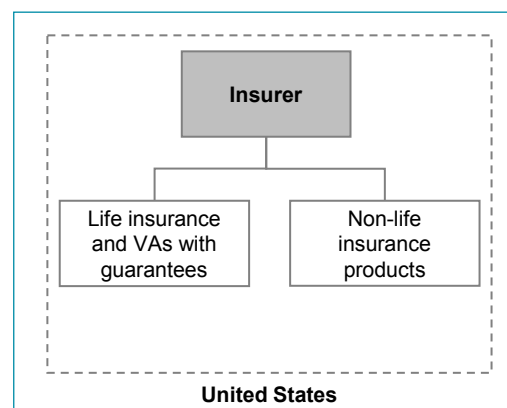 Insurer
Life insurance
and VAs with
guarantees
Non-life
insurance
products
United States